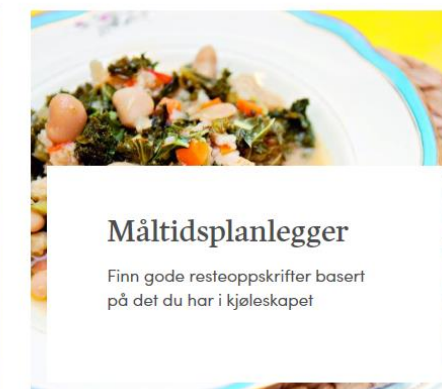 Måltidsplanlegger
Finn gode resteoppskrifter basert
på det du har i kjøleskapet